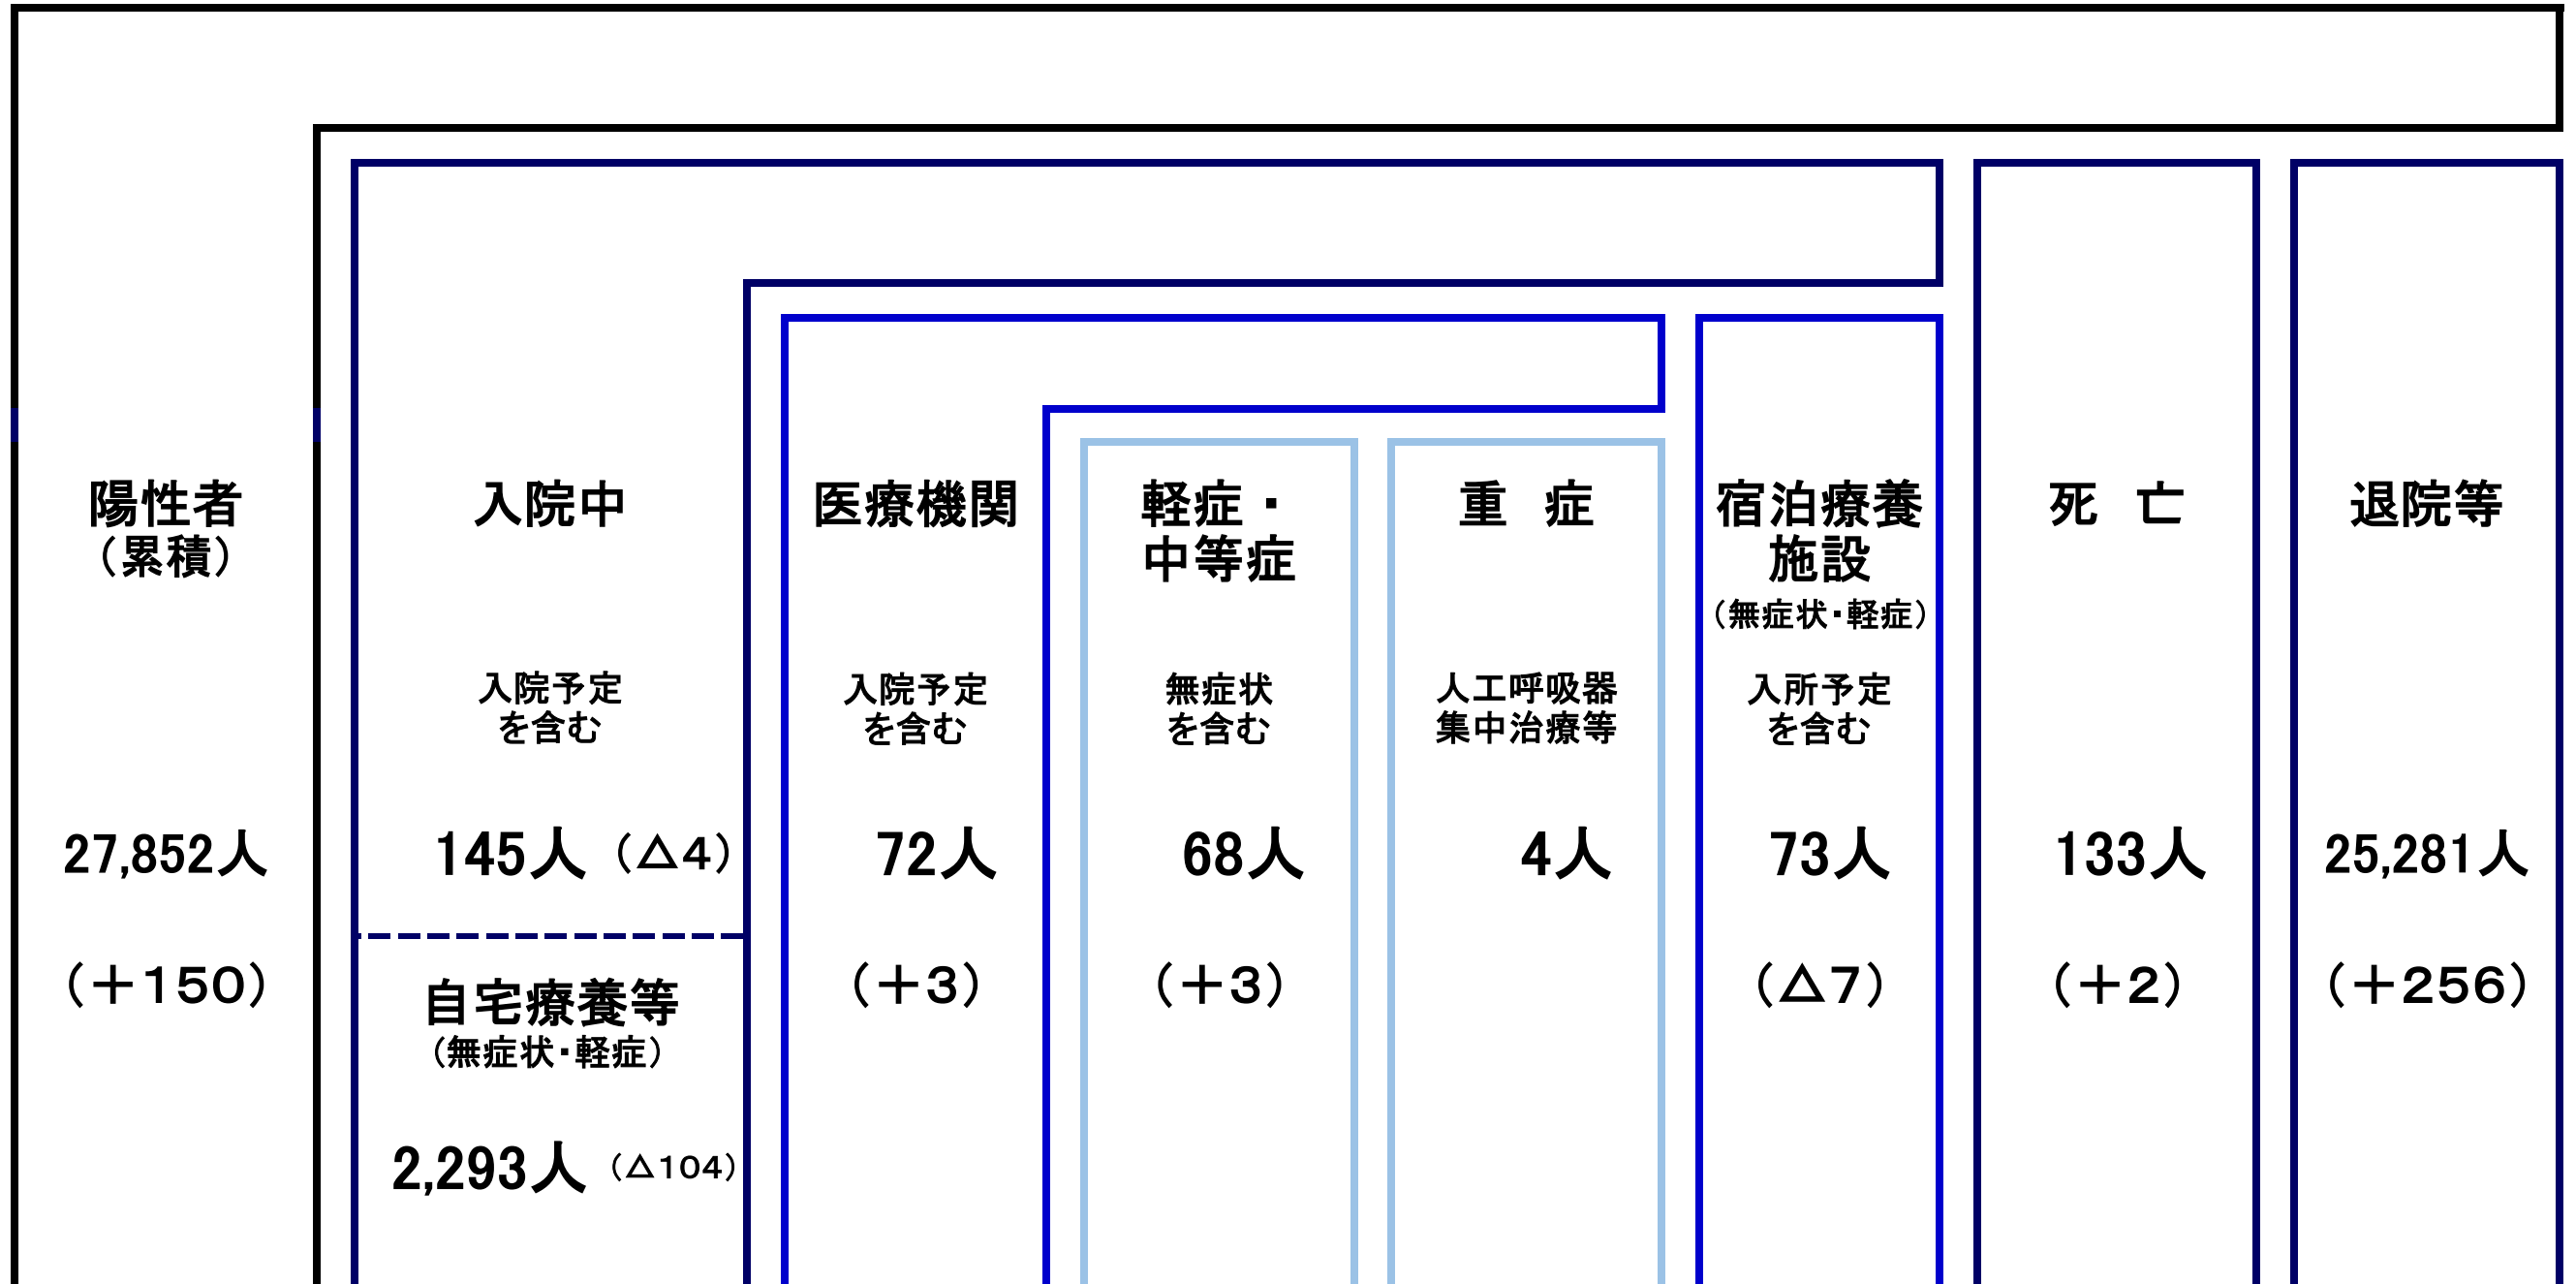 陽性者
（累積）
27,852人
（＋150）
入院中
入院予定
を含む
145人（△4）
自宅療養等
（無症状・軽症）
2,293人（△104）
医療機関
入院予定
を含む
72人
（＋3）
軽症・
中等症
無症状
を含む
68人
（＋3）
重　症
人工呼吸器
集中治療等
4人
宿泊療養
施設
（無症状・軽症）
入所予定
を含む
73人
（△7）
死　亡
133人
（＋2）
退院等
25,281人
（＋256）